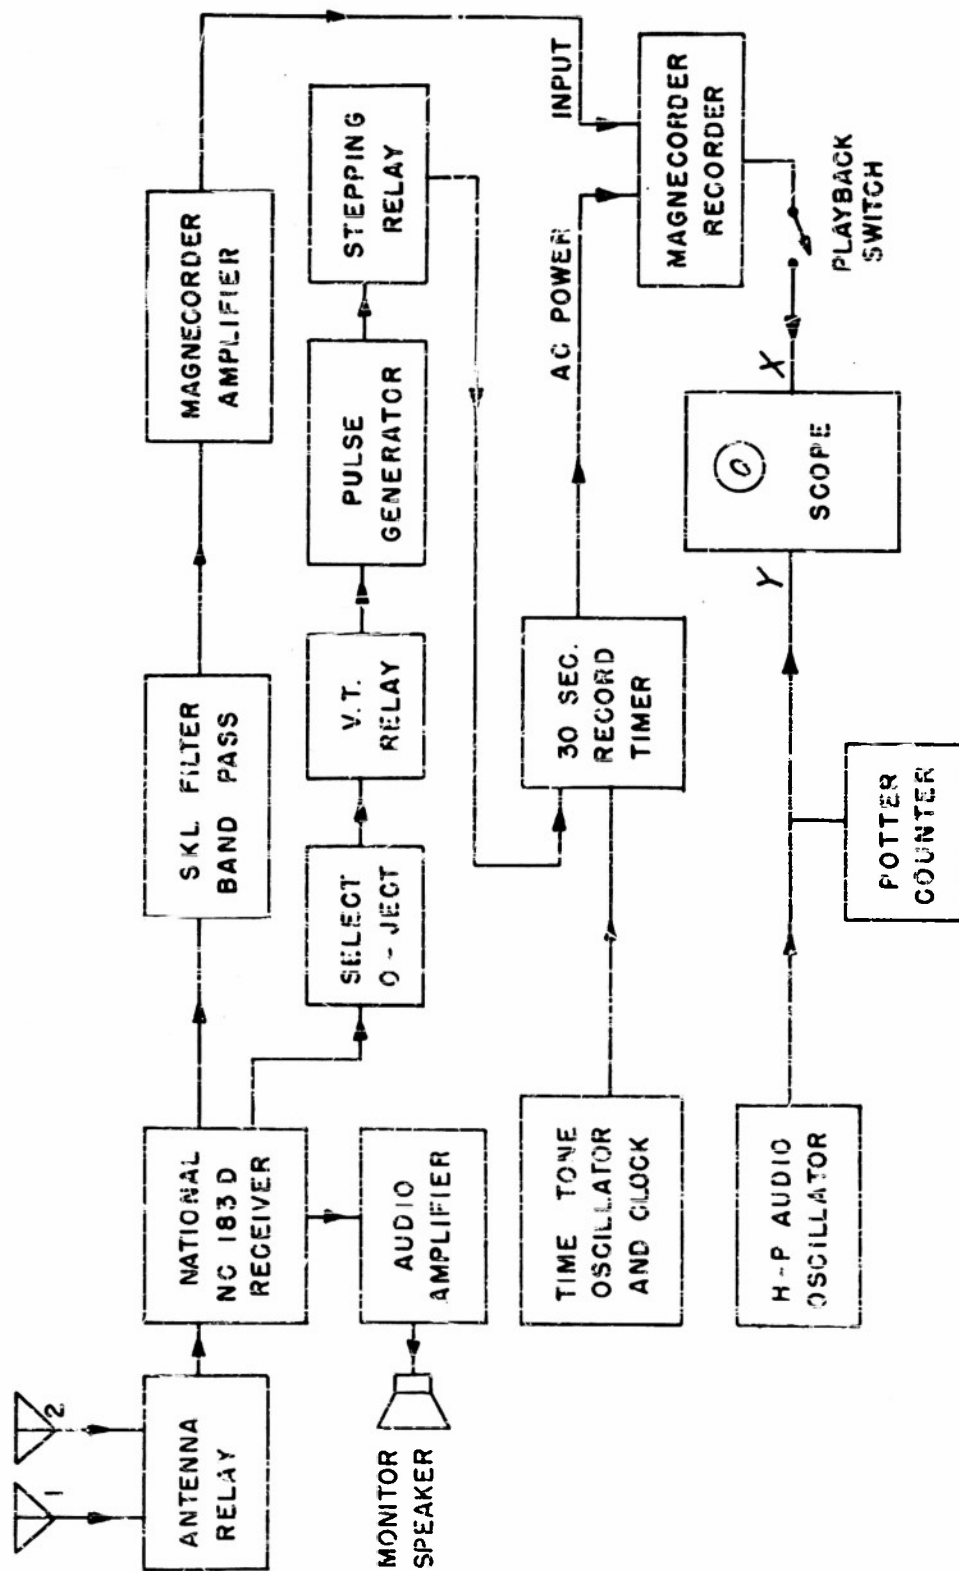 1
2
ANTENNA
RELAY
NATIONAL
NC 183 D
RECEIVER
SKL FILTER
BAND PASS
MAGNECORDER
AMPLIFIER
SELECT
O-JECT
V.T.
RELAY
PULSE
GENERATOR
STEPPING
RELAY
AUDIO
AMPLIFIER
MONITOR
SPEAKER
TIME TONE
OSCILLATOR
AND CLOCK
30 SEC.
RECORD
TIMER
AC POWER
INPUT
MAGNECORDER
RECORDER
PLAYBACK
SWITCH
H-P AUDIO
OSCILLATOR
POTTER
COUNTER
Y
X
SCOPE